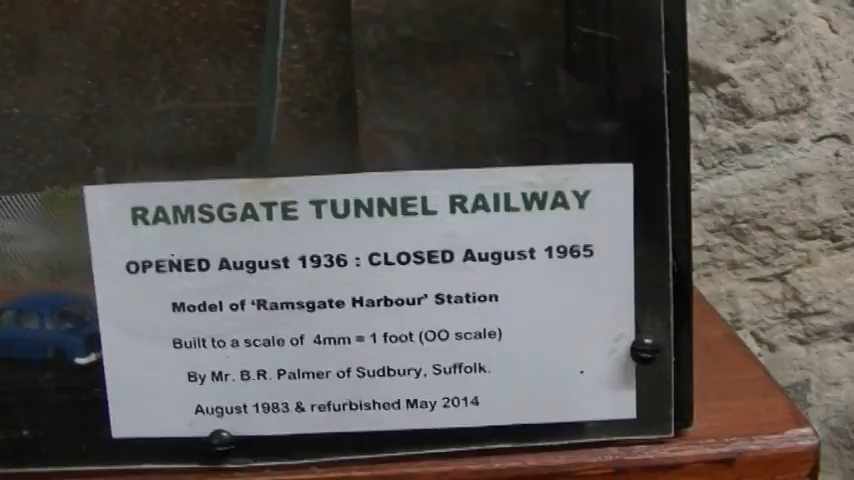 RAMSGATE TUNNEL RAILWAY
OPENED August 1936 : CLOSED August 1965
Model of ‘Ramsgate Harbour’ Station
Built to a scale of 4mm = 1 foot (OO scale)
By Mr. B.R. Palmer of Sudbury, Suffolk.
August 1983 & refurbished May 2014